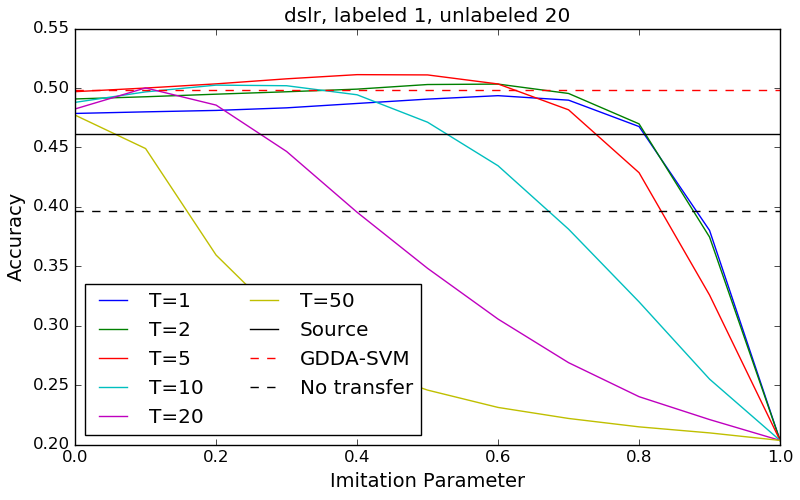 dslr, labeled 1, unlabeled 20
0.55
0.50
0.45
0.40
0.35
0.30
0.25
0.20
Accuracy
T=1
T=2
T=5
T=10
T=20
T=50
Source
GDDA-SVM
No transfer
0.0 0.2 0.4 0.6 0.8 1.0
Imitation Parameter